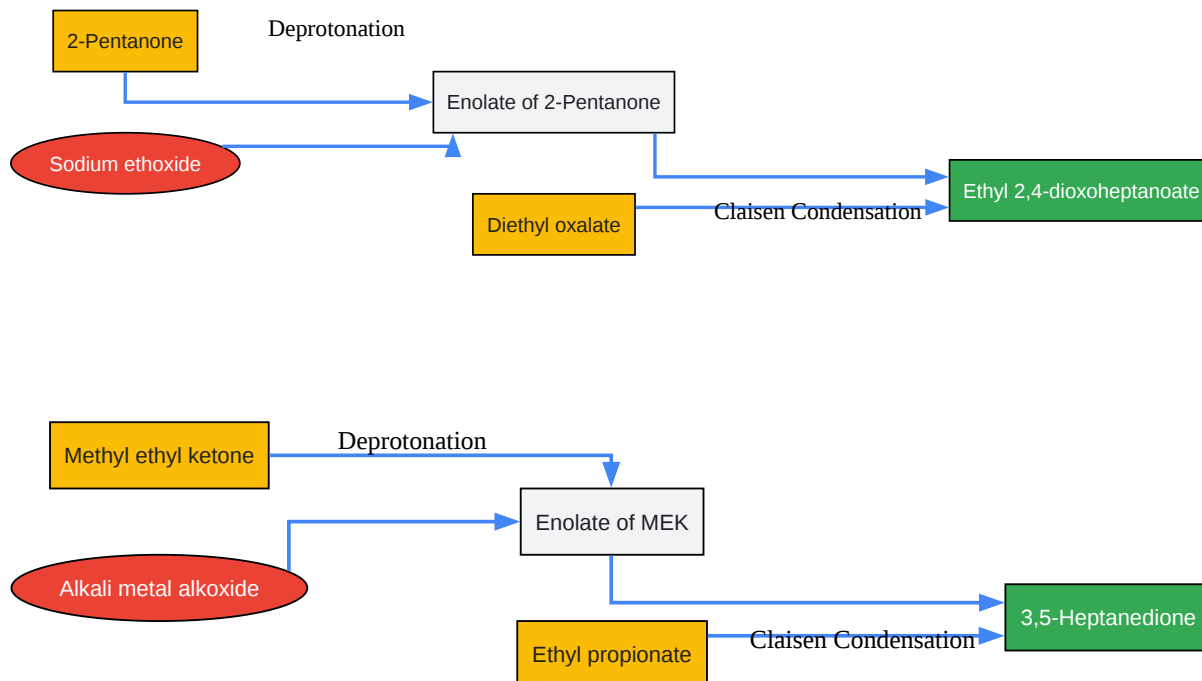 Deprotonation
2-Pentanone
Enolate of 2-Pentanone
Sodium ethoxide
Ethyl 2,4-dioxoheptanoate
Diethyl oxalate
Claisen Condensation
Methyl ethyl ketone
Deprotonation
Enolate of MEK
Alkali metal alkoxide
3,5-Heptanedione
Ethyl propionate
Claisen Condensation